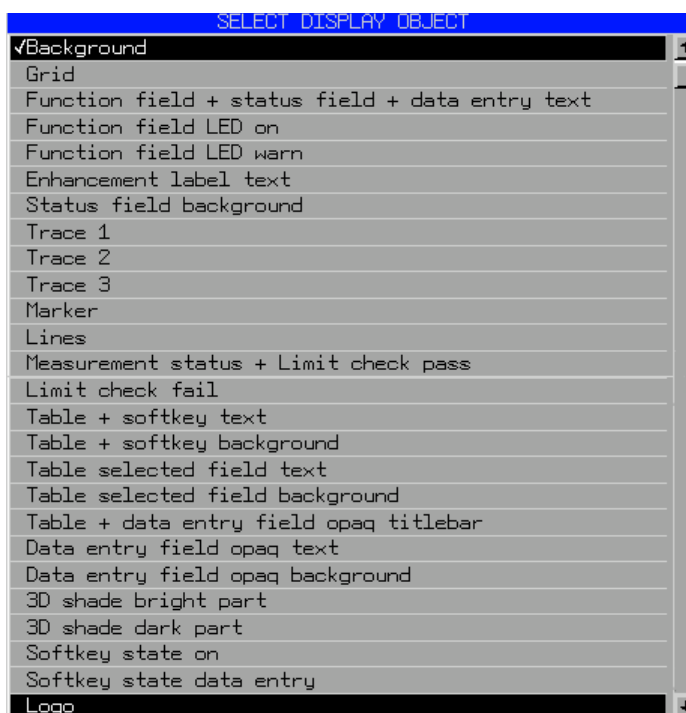 SELECT DISPLAY OBJECT
✓Background
Grid
Function field + status field + data entry text
Function field LED on
Function field LED warn
Enhancement label text
Status field background
Trace 1
Trace 2
Trace 3
Marker
Lines
Measurement status + Limit check pass
Limit check fail
Table + softkey text
Table + softkey background
Table selected field text
Table selected field background
Table + data entry field opaq titlebar
Data entry field opaq text
Data entry field opaq background
3D shade bright part
3D shade dark part
Softkey state on
Softkey state data entry
Logo